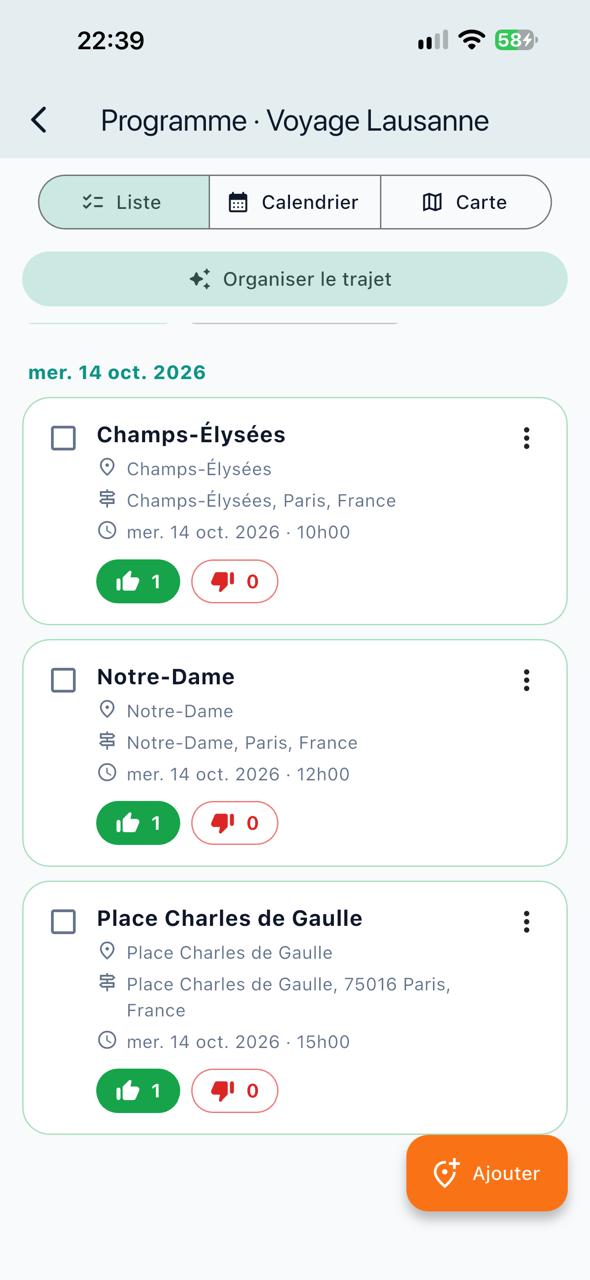 22:39
58
Programme · Voyage Lausanne
Liste
Calendrier
Carte
Organiser le trajet
mer. 14 oct. 2026
Champs-Élysées
Champs-Élysées
Champs-Élysées, Paris, France
mer. 14 oct. 2026 · 10h00
1
0
Notre-Dame
Notre-Dame
Notre-Dame, Paris, France
mer. 14 oct. 2026 · 12h00
1
0
Place Charles de Gaulle
Place Charles de Gaulle
Place Charles de Gaulle, 75016 Paris,
France
mer. 14 oct. 2026 · 15h00
1
0
Ajouter